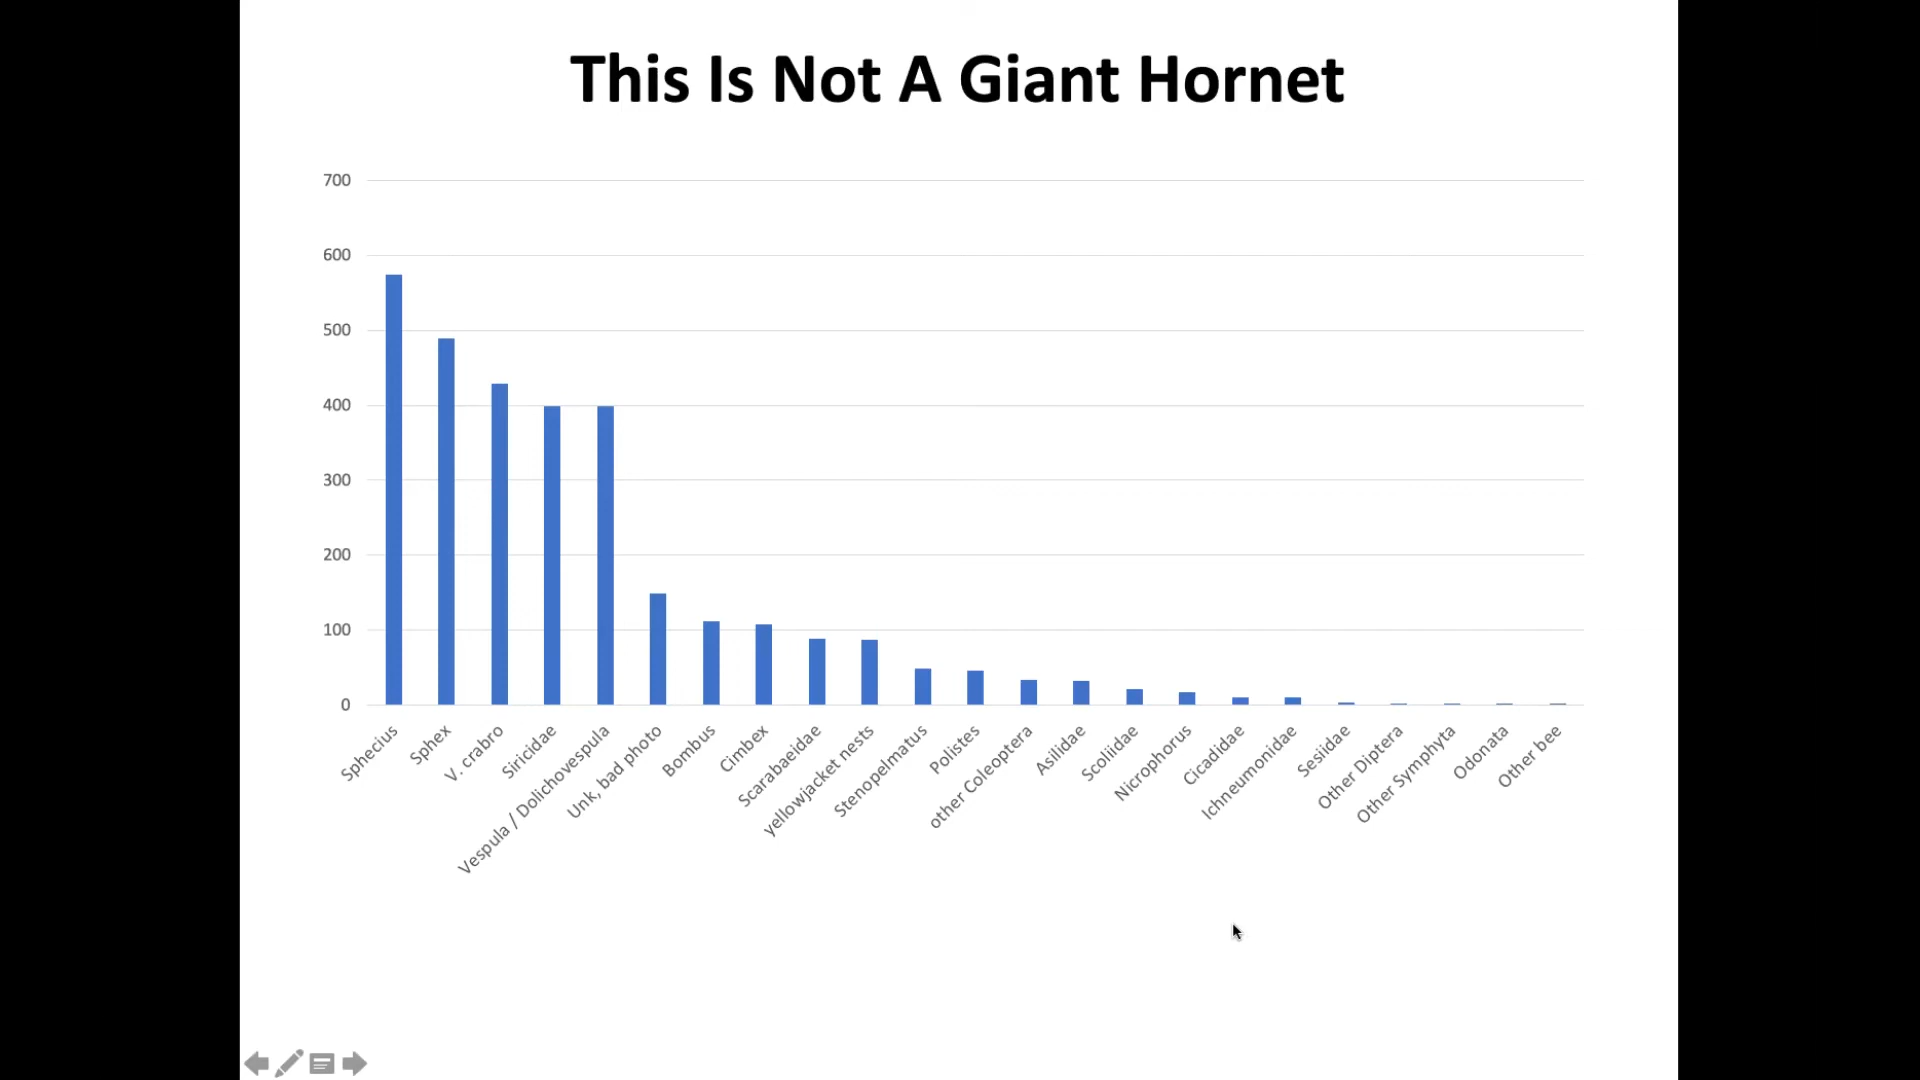 This Is Not A Giant Hornet
700
600
500
400
300
200
100
0
Sphecius
Sphex
V. crabro
Siricidae
Vespula / Dolichovespula
Unk, bad photo
Bombus
Cimbex
Scarabaeidae
yellowjacket nests
Stenopelmatus
Polistes
other Coleoptera
Asilidae
Scoliidae
Nicrophorus
Cicadidae
Ichneumonidae
Sesiidae
Other Diptera
Other Symphyta
Odonata
Other bee